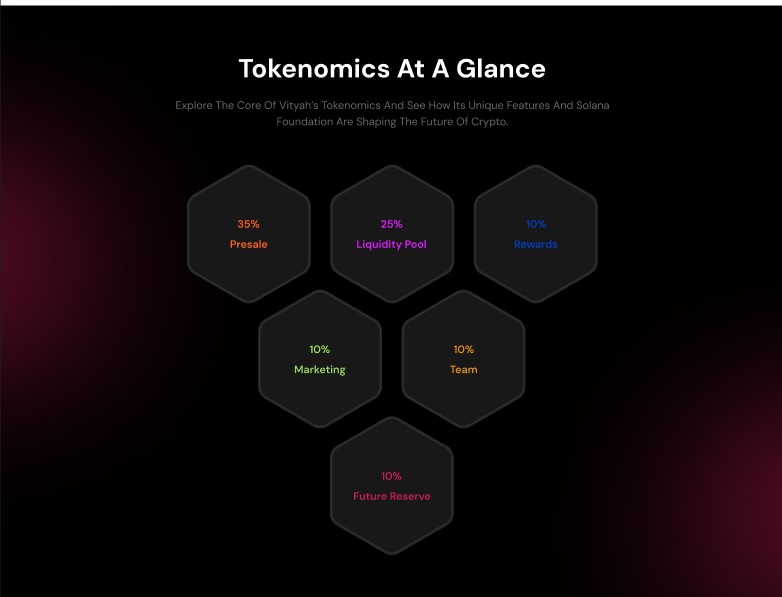 Tokenomics At A Glance
Explore The Core Of Vityah's Tokenomics And See How Its Unique Features And Solana
Foundation Are Shaping The Future Of Crypto.
35%
Presale
25%
Liquidity Pool
10%
Rewards
10%
Marketing
10%
Team
10%
Future Reserve